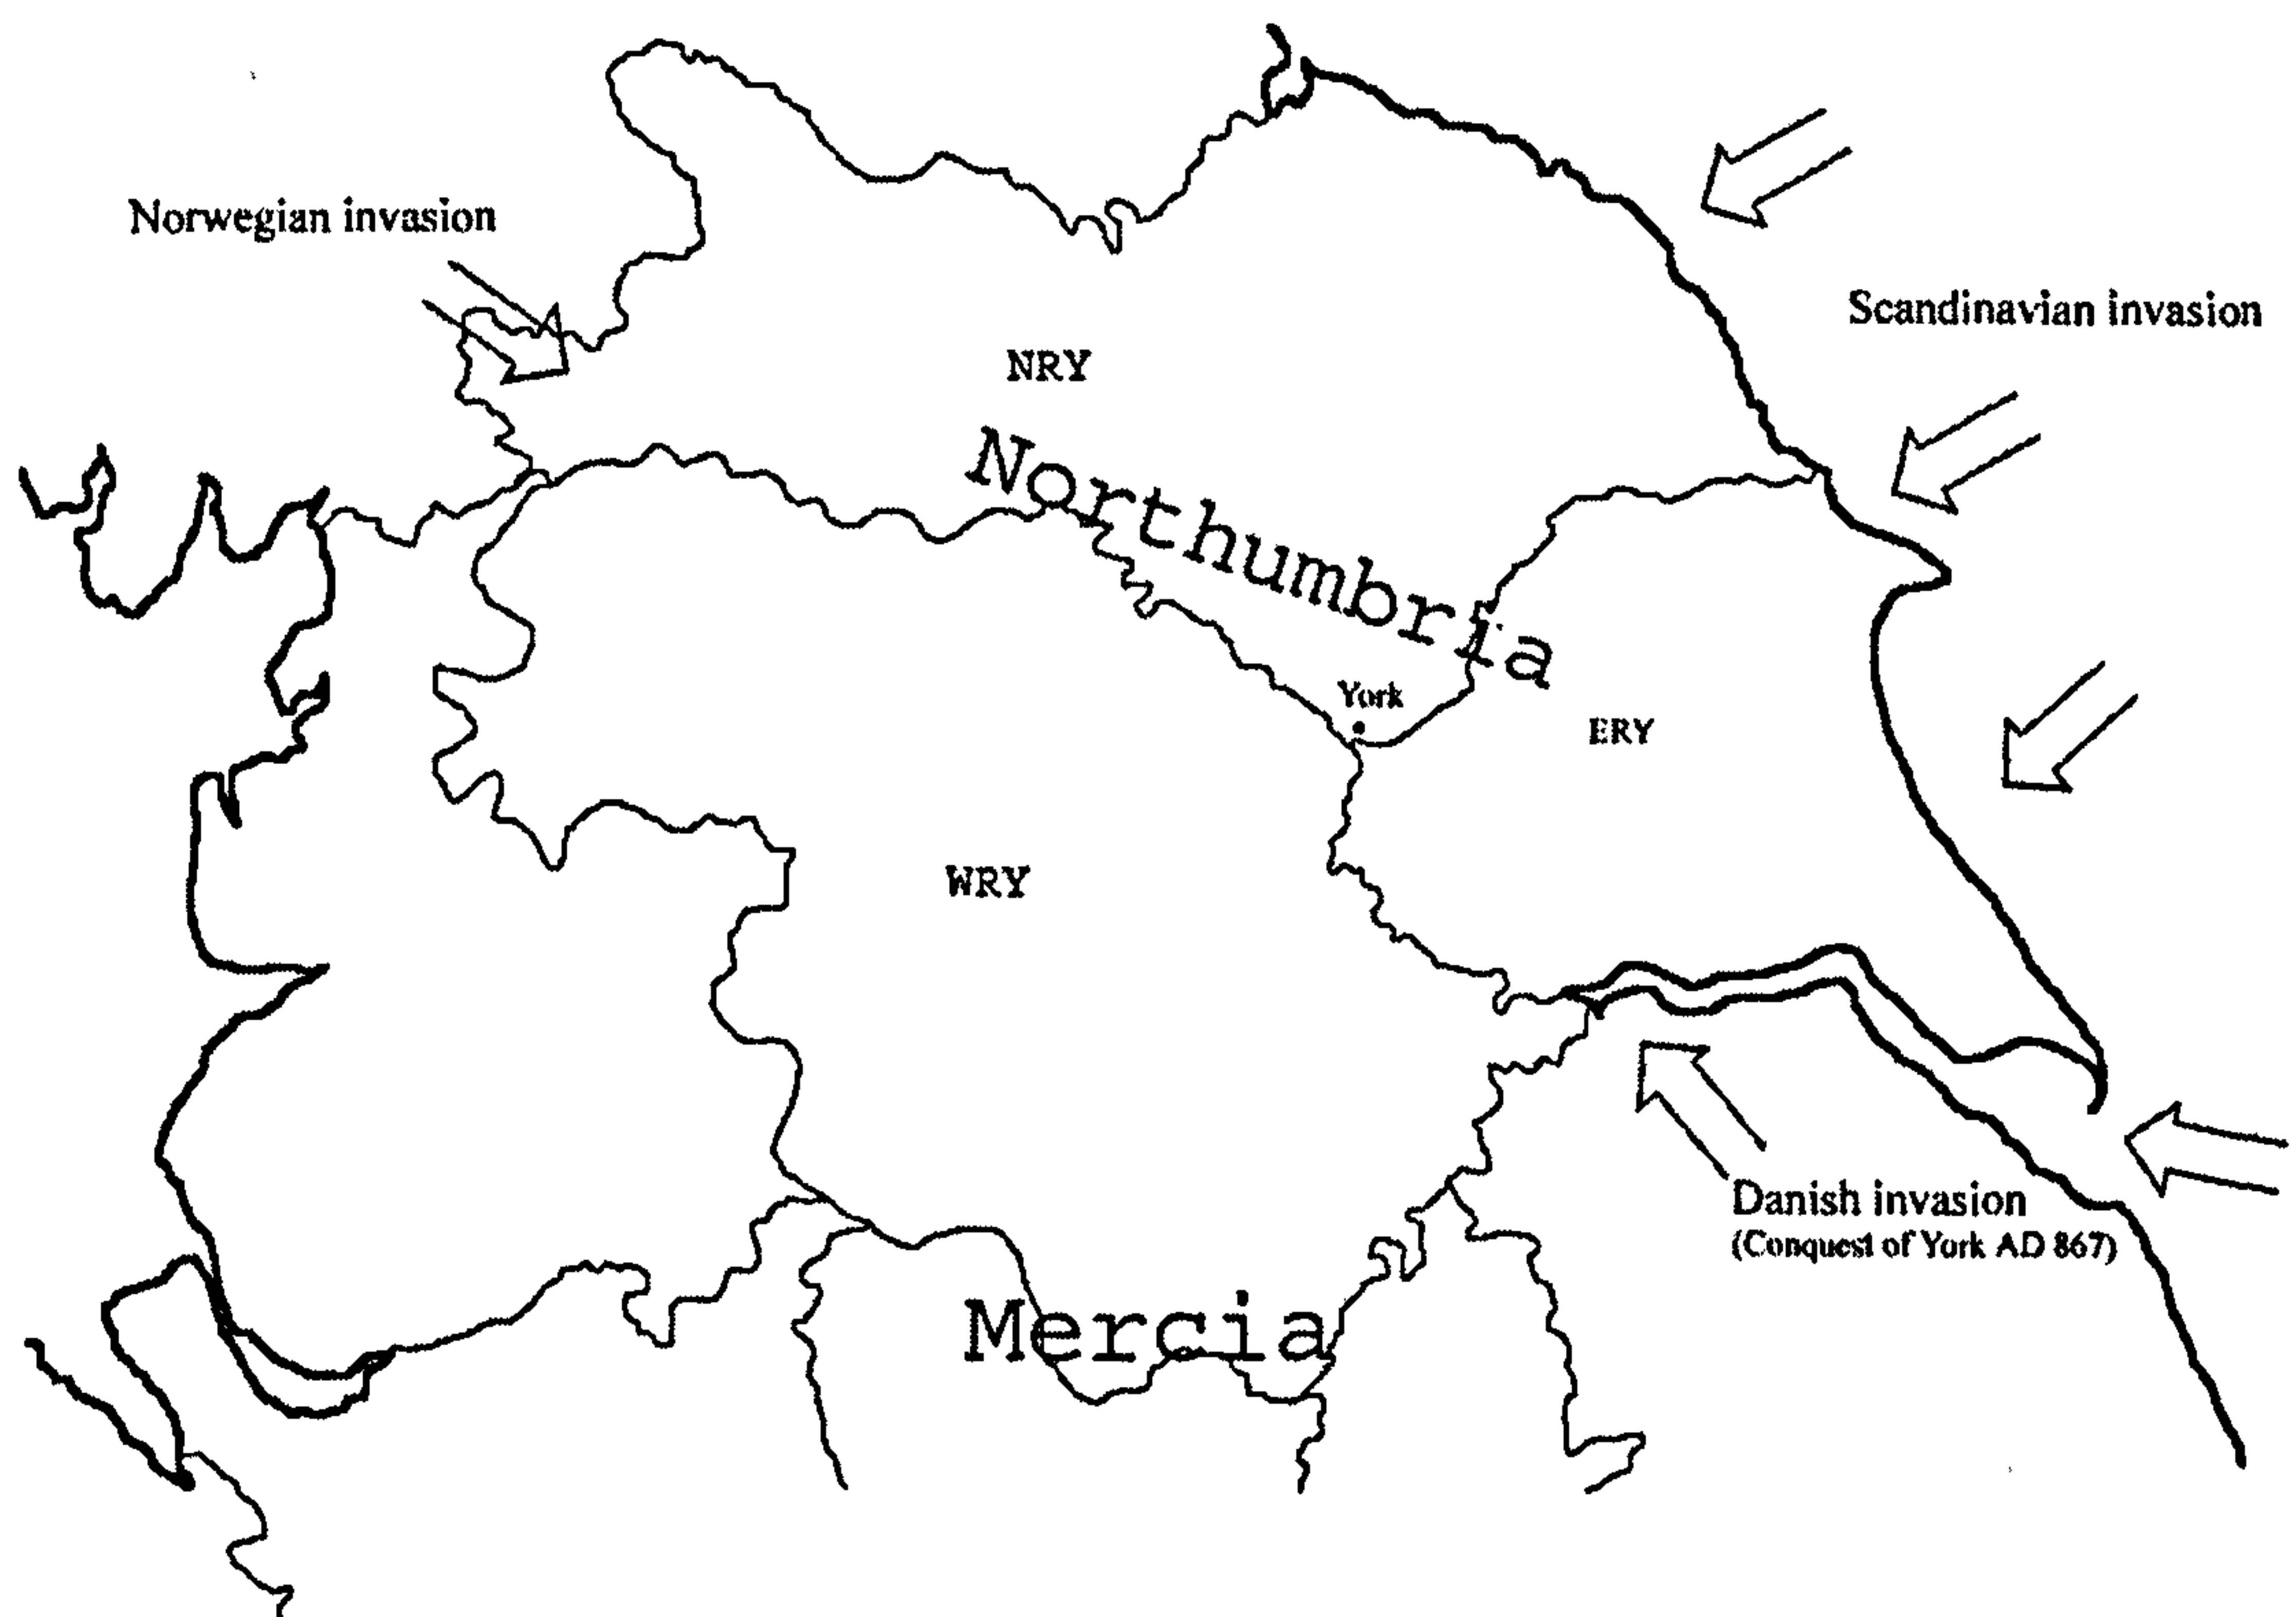 Norwegian invasion
Scandinavian invasion
NRY
Northumbria
York
ERY
WRY
Danish invasion
(Conquest of York AD 867)
Mercia